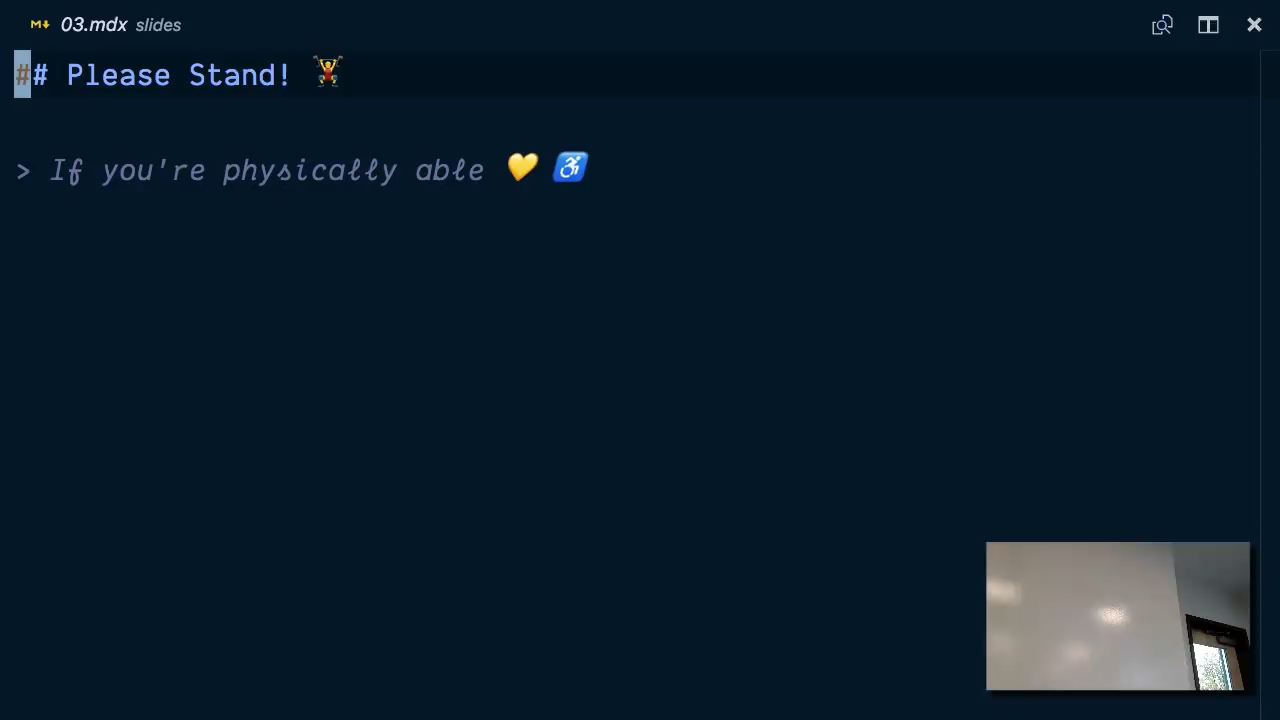 03.mdx slides
## Please Stand! 🏋️
> If you're physically able 💛 ♿